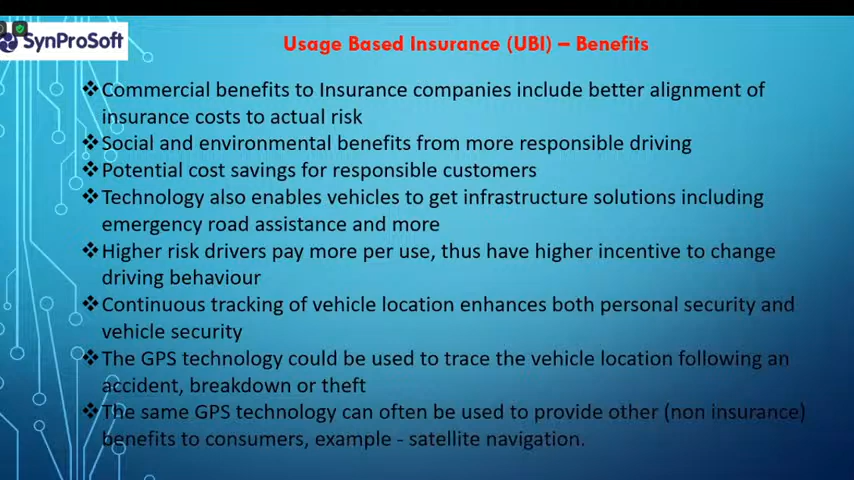 SynProSoft
Usage Based Insurance (UBI) – Benefits
❖Commercial benefits to Insurance companies include better alignment of
insurance costs to actual risk
❖Social and environmental benefits from more responsible driving
❖Potential cost savings for responsible customers
❖Technology also enables vehicles to get infrastructure solutions including
emergency road assistance and more
❖Higher risk drivers pay more per use, thus have higher incentive to change
driving behaviour
❖Continuous tracking of vehicle location enhances both personal security and
vehicle security
❖The GPS technology could be used to trace the vehicle location following an
accident, breakdown or theft
❖The same GPS technology can often be used to provide other (non insurance)
benefits to consumers, example - satellite navigation.